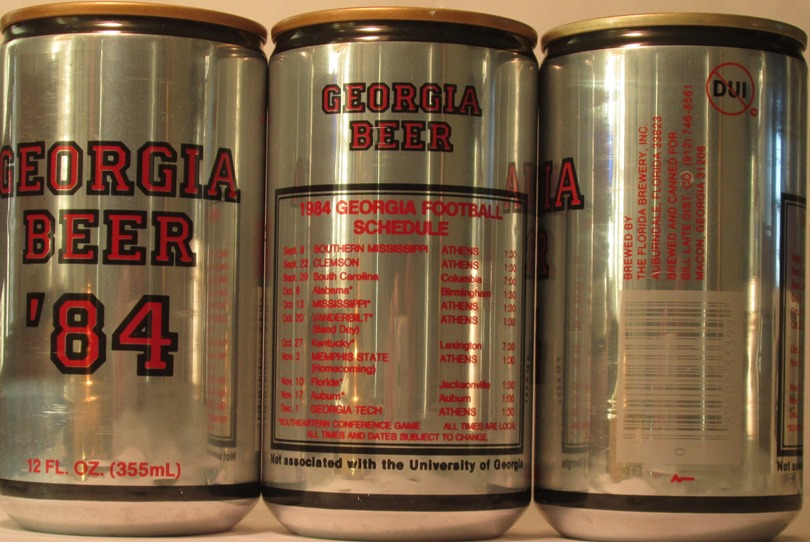 GEORGIA
BEER
'84
12 FL. OZ. (355mL)
GEORGIA
BEER
1984 GEORGIA FOOTBALL
SCHEDULE
Sept. 8 SOUTHERN MISSISSIPPI ATHENS 1:30
Sept. 22 CLEMSON ATHENS 1:30
Sept. 29 South Carolina Columbia 7:00
Oct. 6 Alabama* Birmingham 1:30
Oct. 13 MISSISSIPPI* ATHENS 1:30
Oct. 20 VANDERBILT* ATHENS 1:30
(Band Day)
Oct. 27 Kentucky* Lexington 7:30
Nov. 3 MEMPHIS STATE ATHENS 1:30
(Homecoming)
Nov. 10 Florida* Jacksonville 1:30
Nov. 17 Auburn* Auburn 1:00
Dec. 1 GEORGIA TECH ATHENS 1:30
*SOUTHEASTERN CONFERENCE GAME ALL TIMES ARE LOCAL
ALL TIMES AND DATES SUBJECT TO CHANGE
Not associated with the University of Georgia
DUI
BREWED BY
THE FLORIDA BREWERY, INC.
AUBURNDALE, FLORIDA 33823
BREWED AND CANNED FOR
BILL LAITE DIST. CO. (912) 746-8561
MACON, GEORGIA 31206